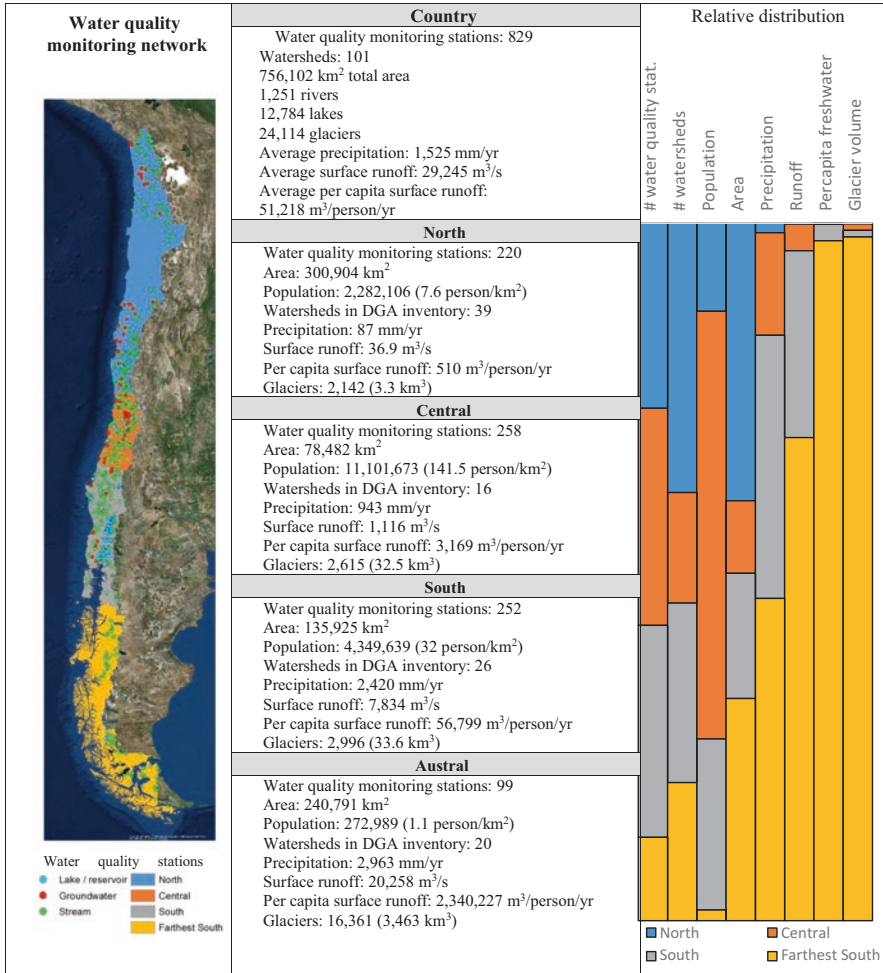 Water quality
monitoring network
Water quality stations
Lake / reservoir
Groundwater
Stream
North
Central
South
Farthest South
Country
Water quality monitoring stations: 829
Watersheds: 101
756,102 km² total area
1,251 rivers
12,784 lakes
24,114 glaciers
Average precipitation: 1,525 mm/yr
Average surface runoff: 29,245 m³/s
Average per capita surface runoff:
51,218 m³/person/yr
North
Water quality monitoring stations: 220
Area: 300,904 km²
Population: 2,282,106 (7.6 person/km²)
Watersheds in DGA inventory: 39
Precipitation: 87 mm/yr
Surface runoff: 36.9 m³/s
Per capita surface runoff: 510 m³/person/yr
Glaciers: 2,142 (3.3 km³)
Central
Water quality monitoring stations: 258
Area: 78,482 km²
Population: 11,101,673 (141.5 person/km²)
Watersheds in DGA inventory: 16
Precipitation: 943 mm/yr
Surface runoff: 1,116 m³/s
Per capita surface runoff: 3,169 m³/person/yr
Glaciers: 2,615 (32.5 km³)
South
Water quality monitoring stations: 252
Area: 135,925 km²
Population: 4,349,639 (32 person/km²)
Watersheds in DGA inventory: 26
Precipitation: 2,420 mm/yr
Surface runoff: 7,834 m³/s
Per capita surface runoff: 56,799 m³/person/yr
Glaciers: 2,996 (33.6 km³)
Austral
Water quality monitoring stations: 99
Area: 240,791 km²
Population: 272,989 (1.1 person/km²)
Watersheds in DGA inventory: 20
Precipitation: 2,963 mm/yr
Surface runoff: 20,258 m³/s
Per capita surface runoff: 2,340,227 m³/person/yr
Glaciers: 16,361 (3,463 km³)
Relative distribution
# water quality stat.
# watersheds
Population
Area
Precipitation
Runoff
Percapita freshwater
Glacier volume
North
Central
South
Farthest South